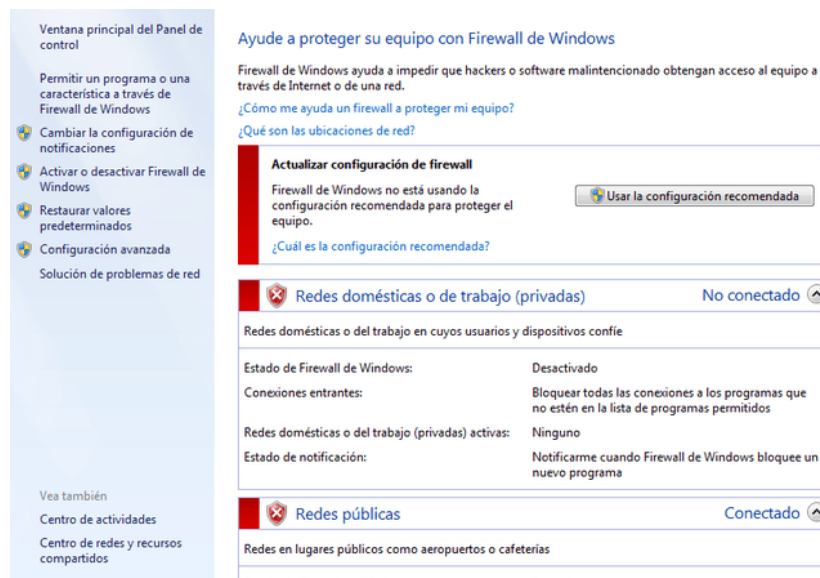 Ventana principal del Panel de
control
Permitir un programa o una
característica a través de
Firewall de Windows
Cambiar la configuración de
notificaciones
Activar o desactivar Firewall de
Windows
Restaurar valores
predeterminados
Configuración avanzada
Solución de problemas de red
Vea también
Centro de actividades
Centro de redes y recursos
compartidos
Ayude a proteger su equipo con Firewall de Windows
Firewall de Windows ayuda a impedir que hackers o software malintencionado obtengan acceso al equipo a
través de Internet o de una red.
¿Cómo me ayuda un firewall a proteger mi equipo?
¿Qué son las ubicaciones de red?
Actualizar configuración de firewall
Firewall de Windows no está usando la
configuración recomendada para proteger el
equipo.
Usar la configuración recomendada
¿Cuál es la configuración recomendada?
Redes domésticas o de trabajo (privadas) No conectado
Redes domésticas o del trabajo en cuyos usuarios y dispositivos confíe
Estado de Firewall de Windows: Desactivado
Conexiones entrantes: Bloquear todas las conexiones a los programas que
no estén en la lista de programas permitidos
Redes domésticas o del trabajo (privadas) activas: Ninguno
Estado de notificación: Notificarme cuando Firewall de Windows bloquee un
nuevo programa
Redes públicas Conectado
Redes en lugares públicos como aeropuertos o cafeterías